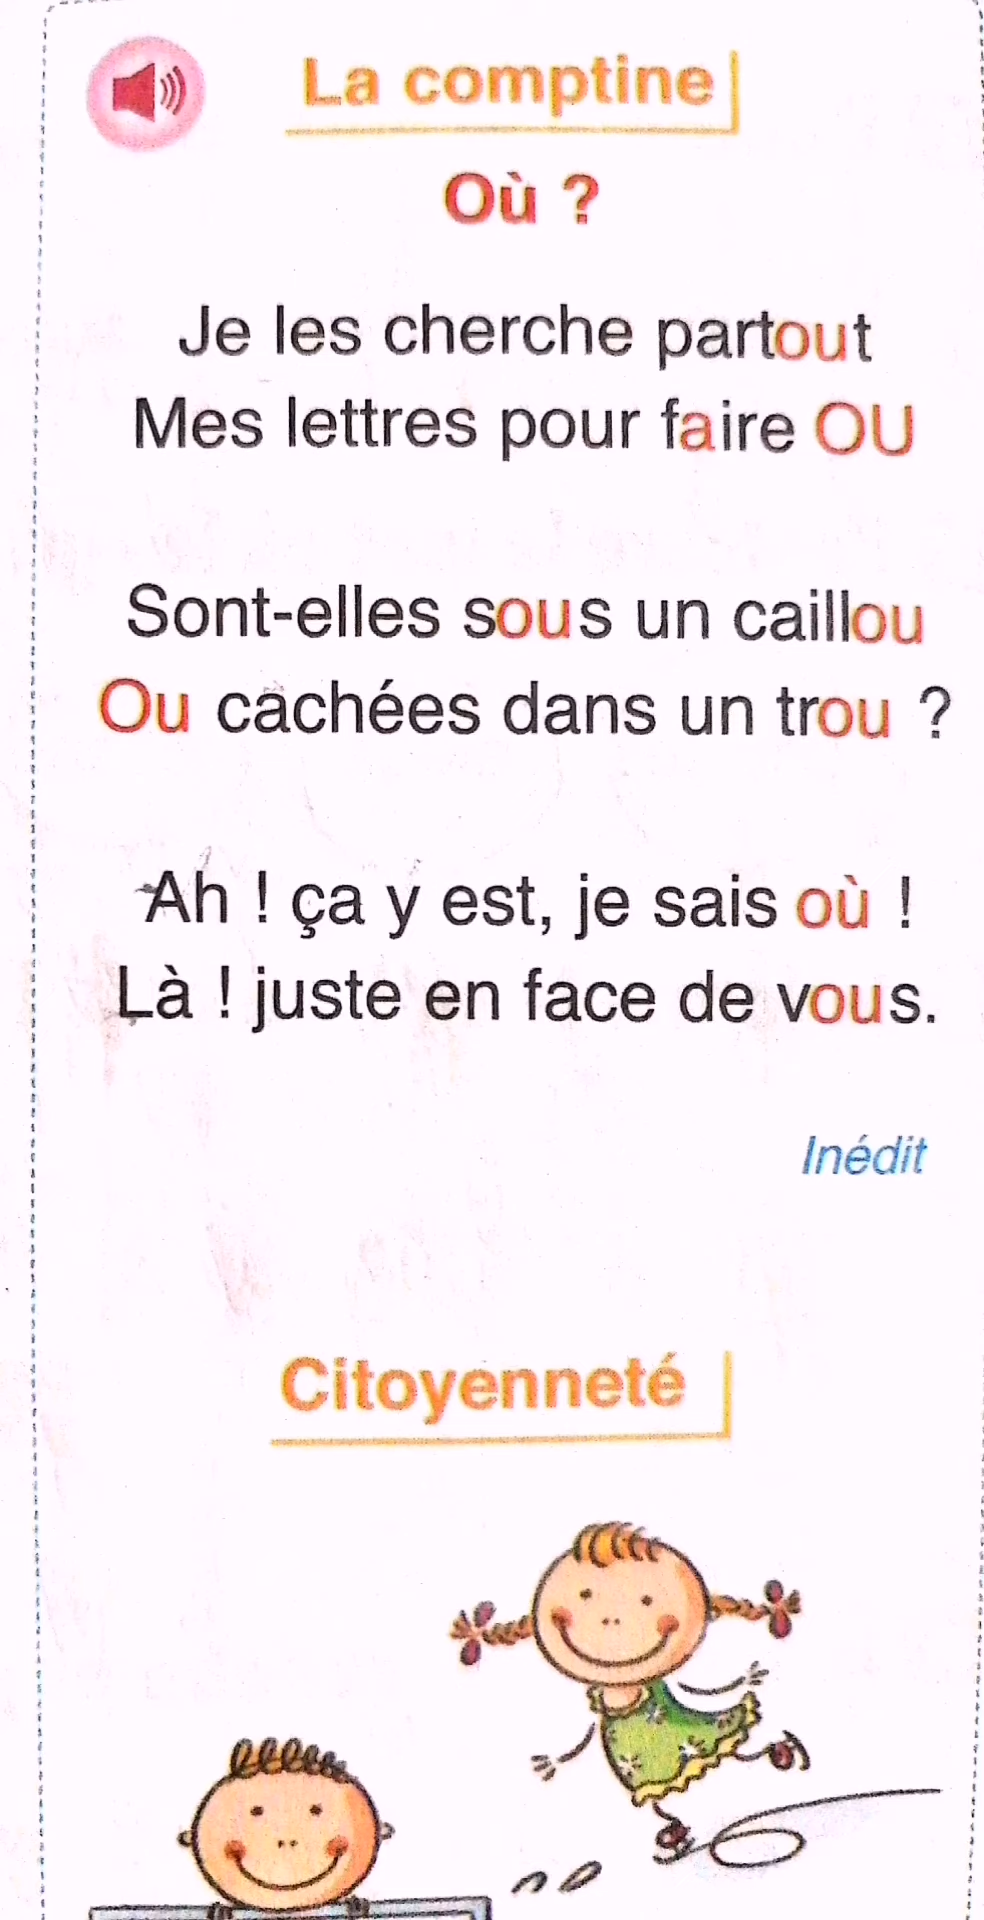 La comptine
Où ?
Je les cherche partout
Mes lettres pour faire OU
Sont-elles sous un caillou
Ou cachées dans un trou ?
Ah ! ça y est, je sais où !
Là ! juste en face de vous.
Inédit
Citoyenneté